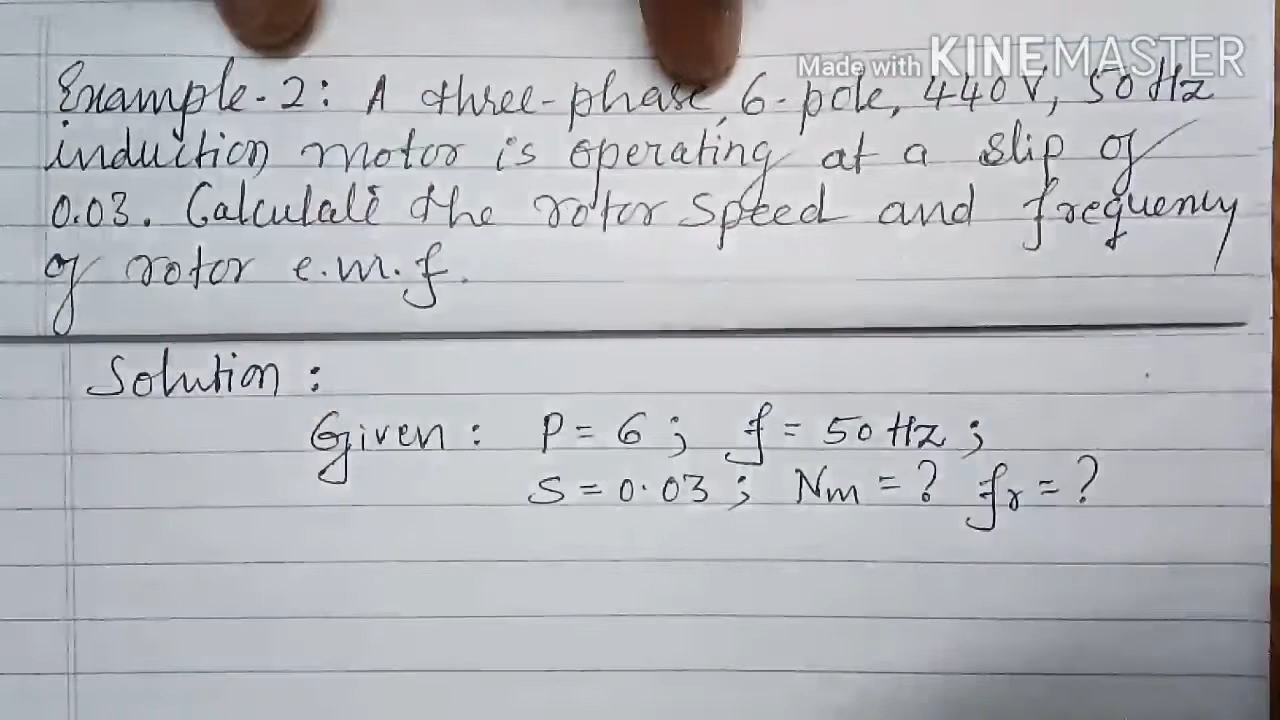 Made with KINEMASTER
Example-2: A three-phase, 6-pole, 440V, 50Hz
induction motor is operating at a slip of
0.03. Calculate the rotor speed and frequency
of rotor e.m.f.
Solution:
Given: P = 6; f = 50Hz;
S = 0.03; Nm = ? fr = ?